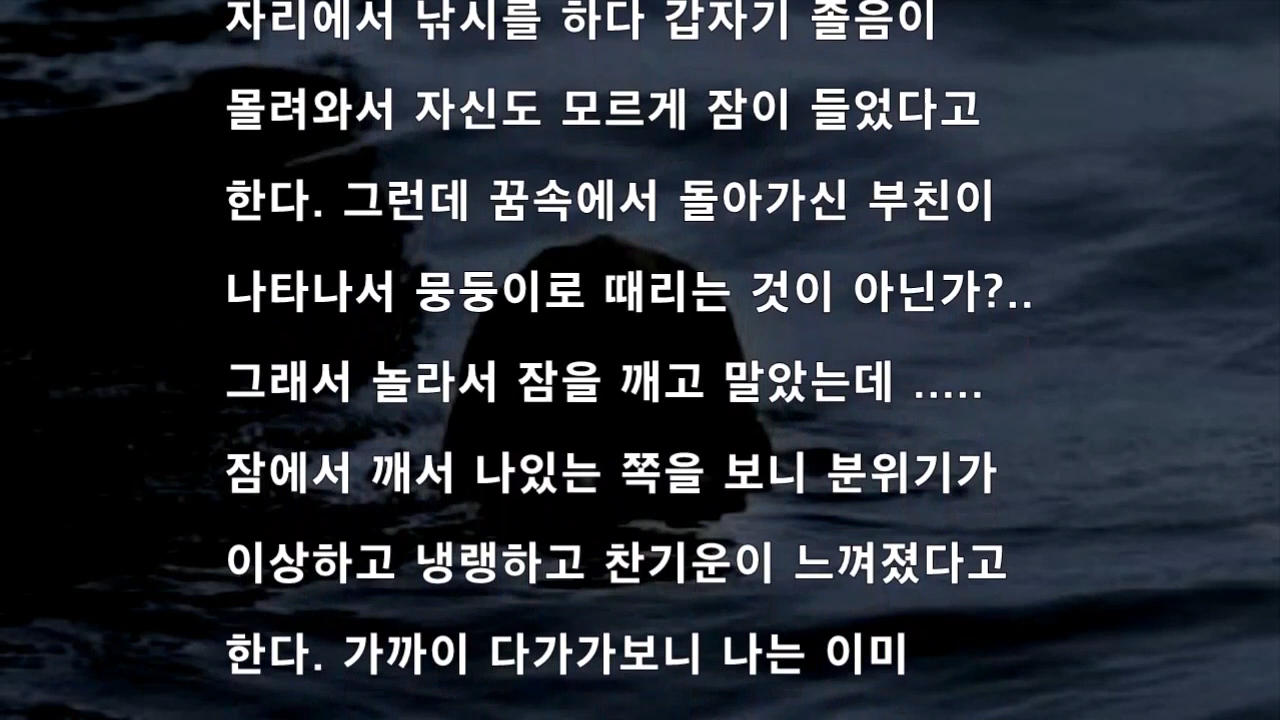 자리에서 낚시를 하다 갑자기 졸음이
몰려와서 자신도 모르게 잠이 들었다고
한다. 그런데 꿈속에서 돌아가신 부친이
나타나서 뭉둥이로 때리는 것이 아닌가?..
그래서 놀라서 잠을 깨고 말았는데 .....
잠에서 깨서 나있는 쪽을 보니 분위기가
이상하고 냉랭하고 찬기운이 느껴졌다고
한다. 가까이 다가가보니 나는 이미